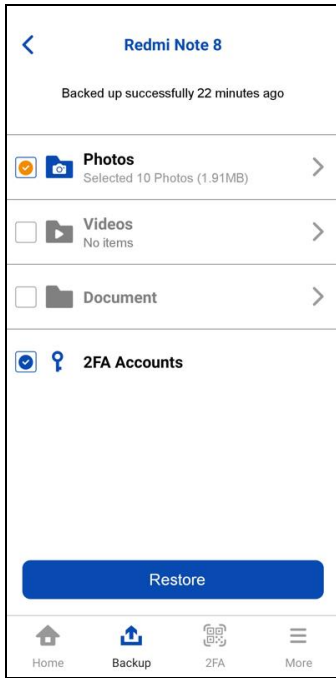 Redmi Note 8
Backed up successfully 22 minutes ago
Photos
Selected 10 Photos (1.91MB)
Videos
No items
Document
2FA Accounts
Restore
Home Backup 2FA More